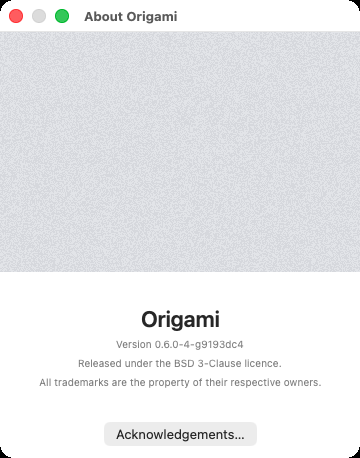 About Origami
Origami
Version 0.6.0-4-g9193dc4
Released under the BSD 3-Clause licence.
All trademarks are the property of their respective owners.
Acknowledgements...